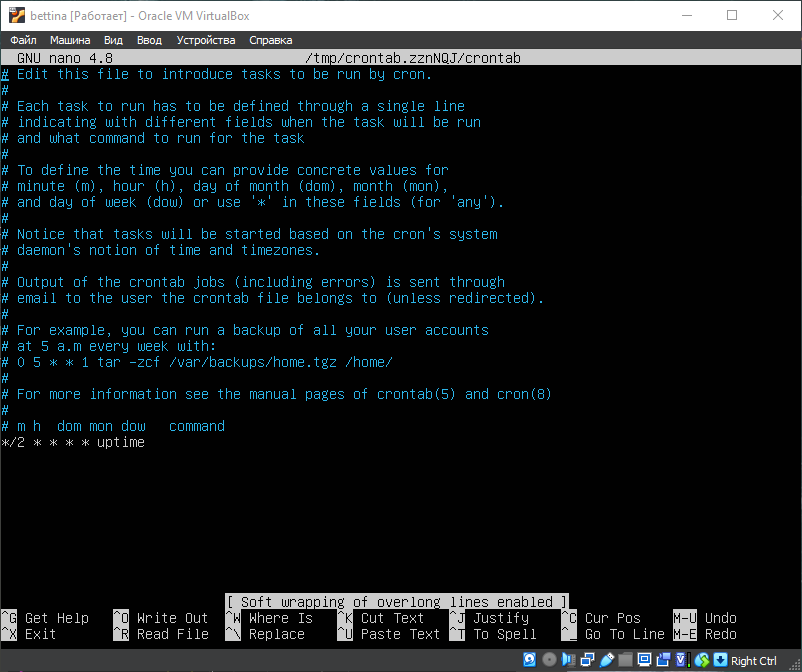 bettina [Работает] - Oracle VM VirtualBox
Файл Машина Вид Ввод Устройства Справка
GNU nano 4.8 /tmp/crontab.zznNQJ/crontab
# Edit this file to introduce tasks to be run by cron.
#
# Each task to run has to be defined through a single line
# indicating with different fields when the task will be run
# and what command to run for the task
#
# To define the time you can provide concrete values for
# minute (m), hour (h), day of month (dom), month (mon),
# and day of week (dow) or use '*' in these fields (for 'any').
#
# Notice that tasks will be started based on the cron's system
# daemon's notion of time and timezones.
#
# Output of the crontab jobs (including errors) is sent through
# email to the user the crontab file belongs to (unless redirected).
#
# For example, you can run a backup of all your user accounts
# at 5 a.m every week with:
# 0 5 * * 1 tar -zcf /var/backups/home.tgz /home/
#
# For more information see the manual pages of crontab(5) and cron(8)
#
# m h  dom mon dow   command
*/2 * * * * uptime
[ Soft wrapping of overlong lines enabled ]
^G Get Help ^O Write Out ^W Where Is ^K Cut Text ^J Justify ^C Cur Pos M-U Undo
^X Exit ^R Read File ^\ Replace ^U Paste Text ^T To Spell ^_ Go To Line M-E Redo
Right Ctrl